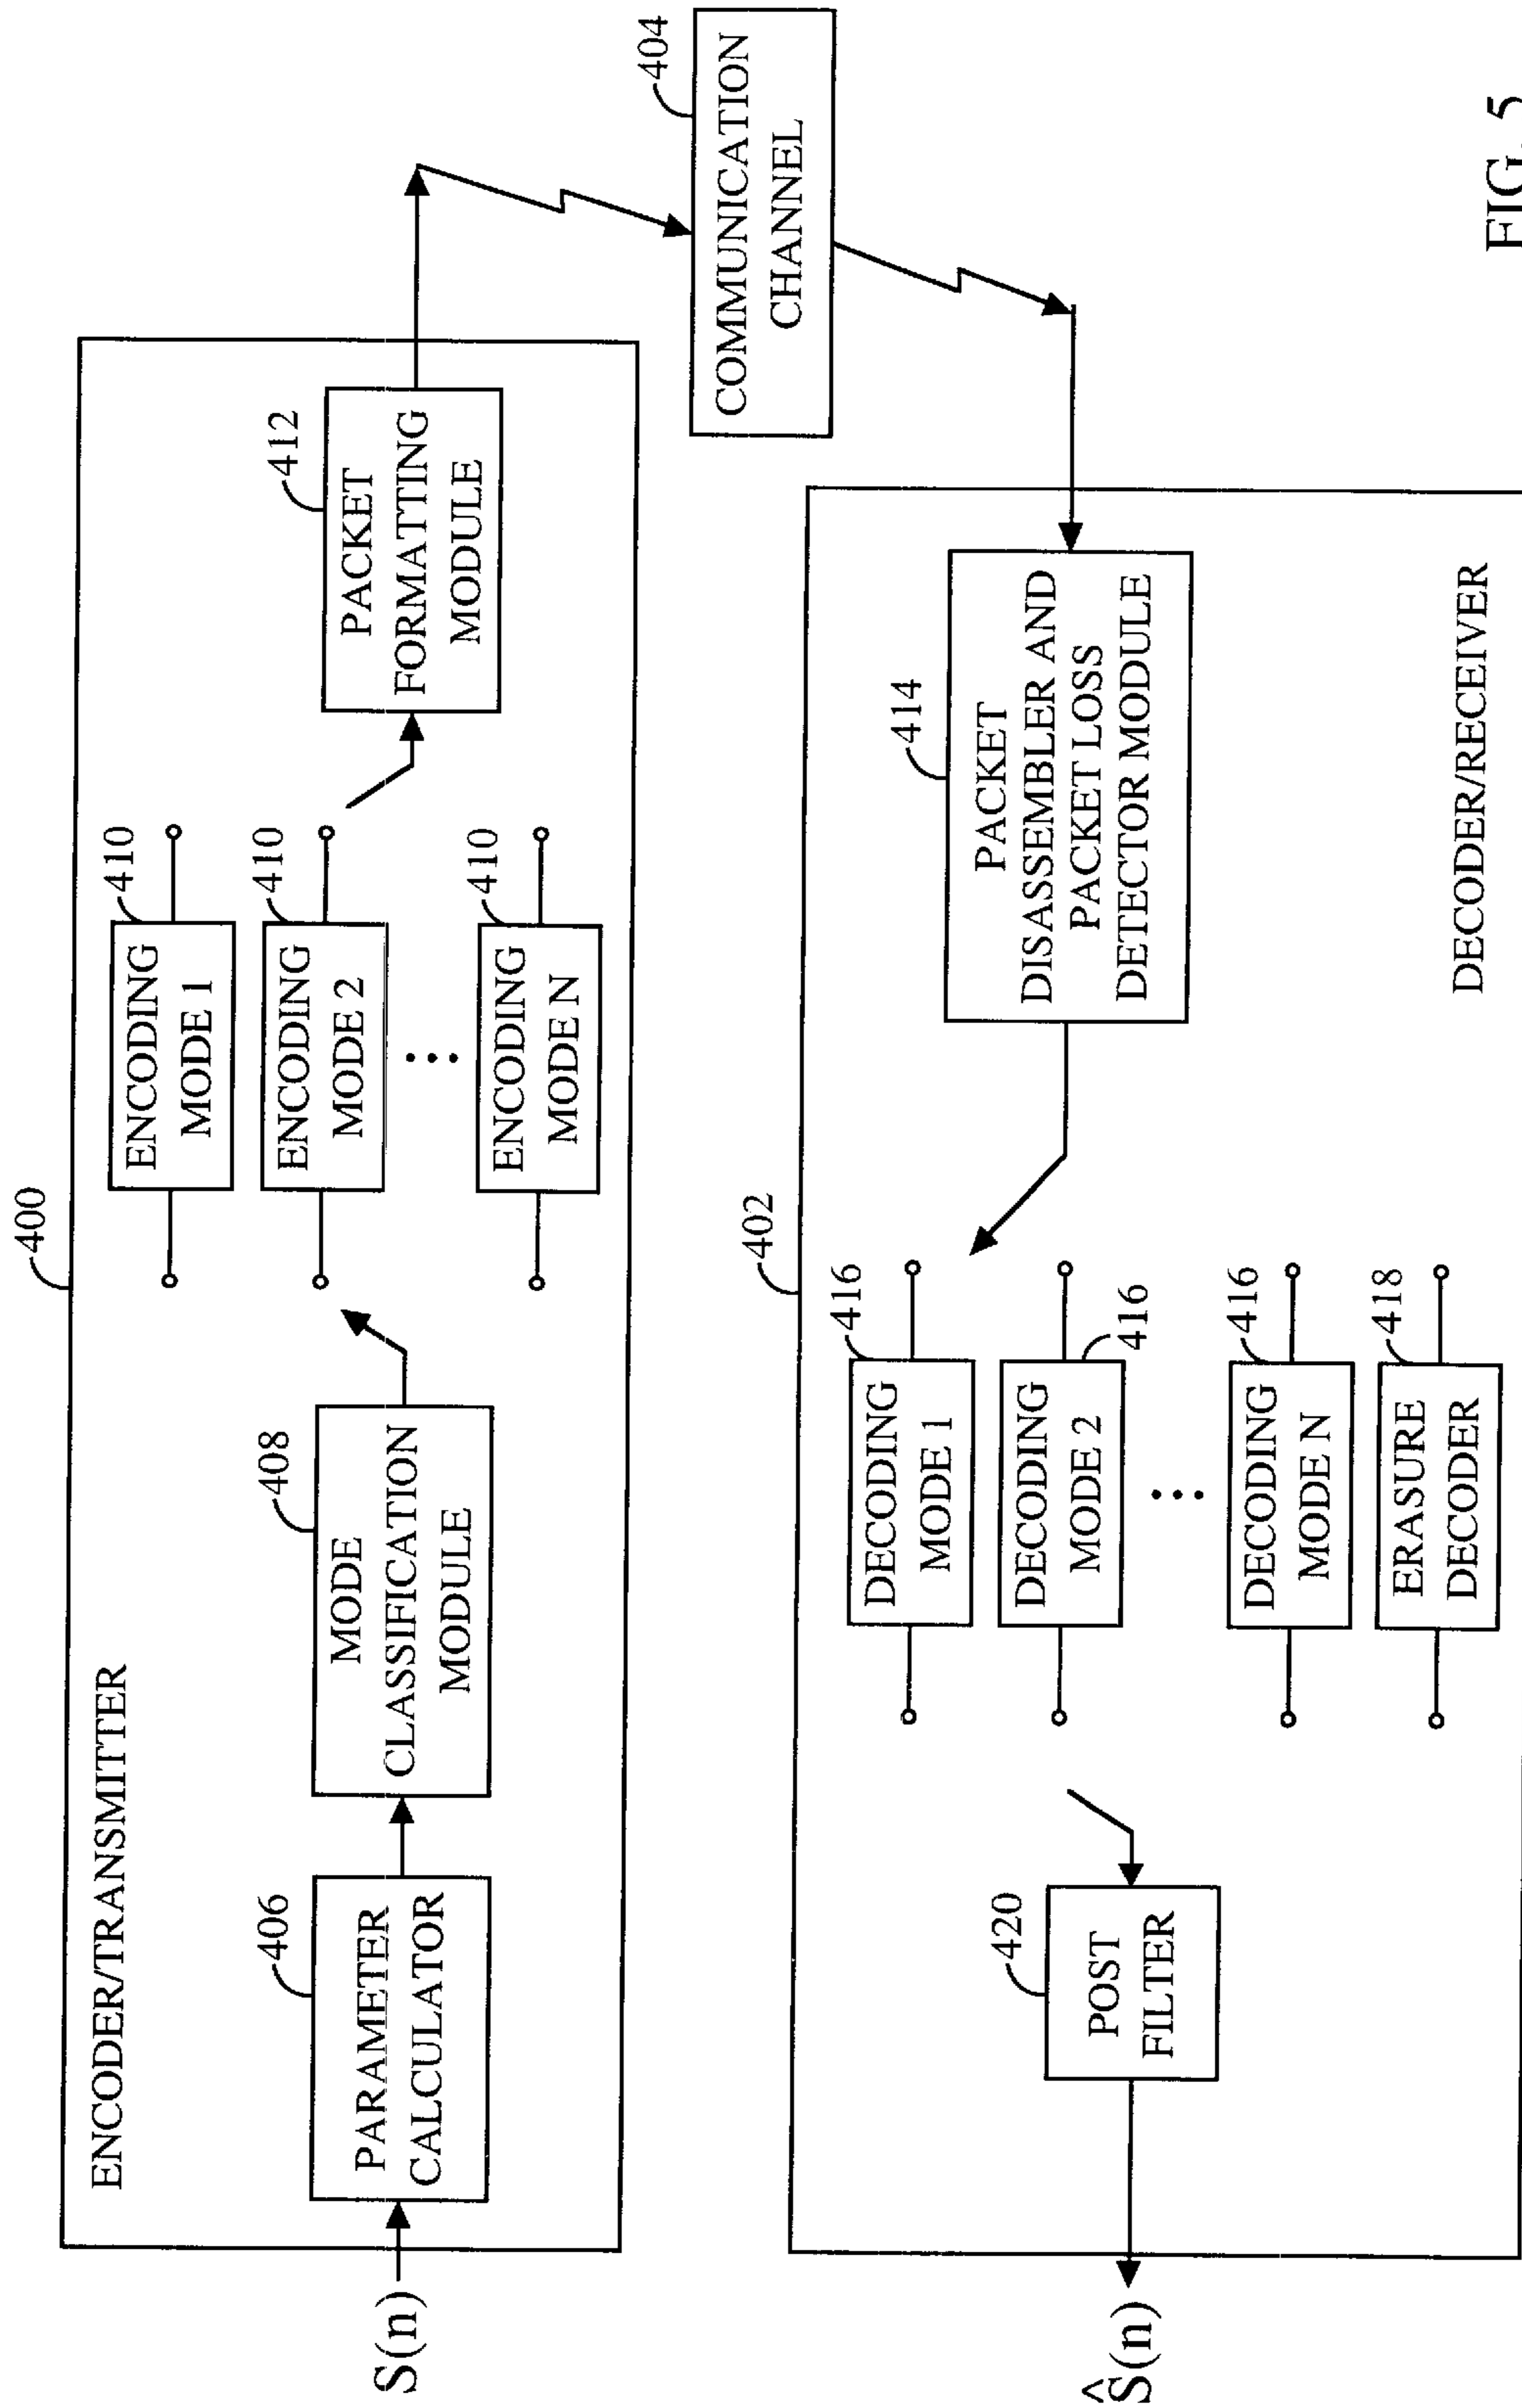 400
ENCODER/TRANSMITTER
S(n)
406
PARAMETER
CALCULATOR
408
MODE
CLASSIFICATION
MODULE
410
ENCODING
MODE 1
410
ENCODING
MODE 2
410
ENCODING
MODE N
412
PACKET
FORMATTING
MODULE
404
COMMUNICATION
CHANNEL
402
414
PACKET
DISASSEMBLER AND
PACKET LOSS
DETECTOR MODULE
416
DECODING
MODE 1
DECODING
MODE 2
416
416
DECODING
MODE N
418
ERASURE
DECODER
420
POST
FILTER
Ŝ(n)
DECODER/RECEIVER
FIG. 5